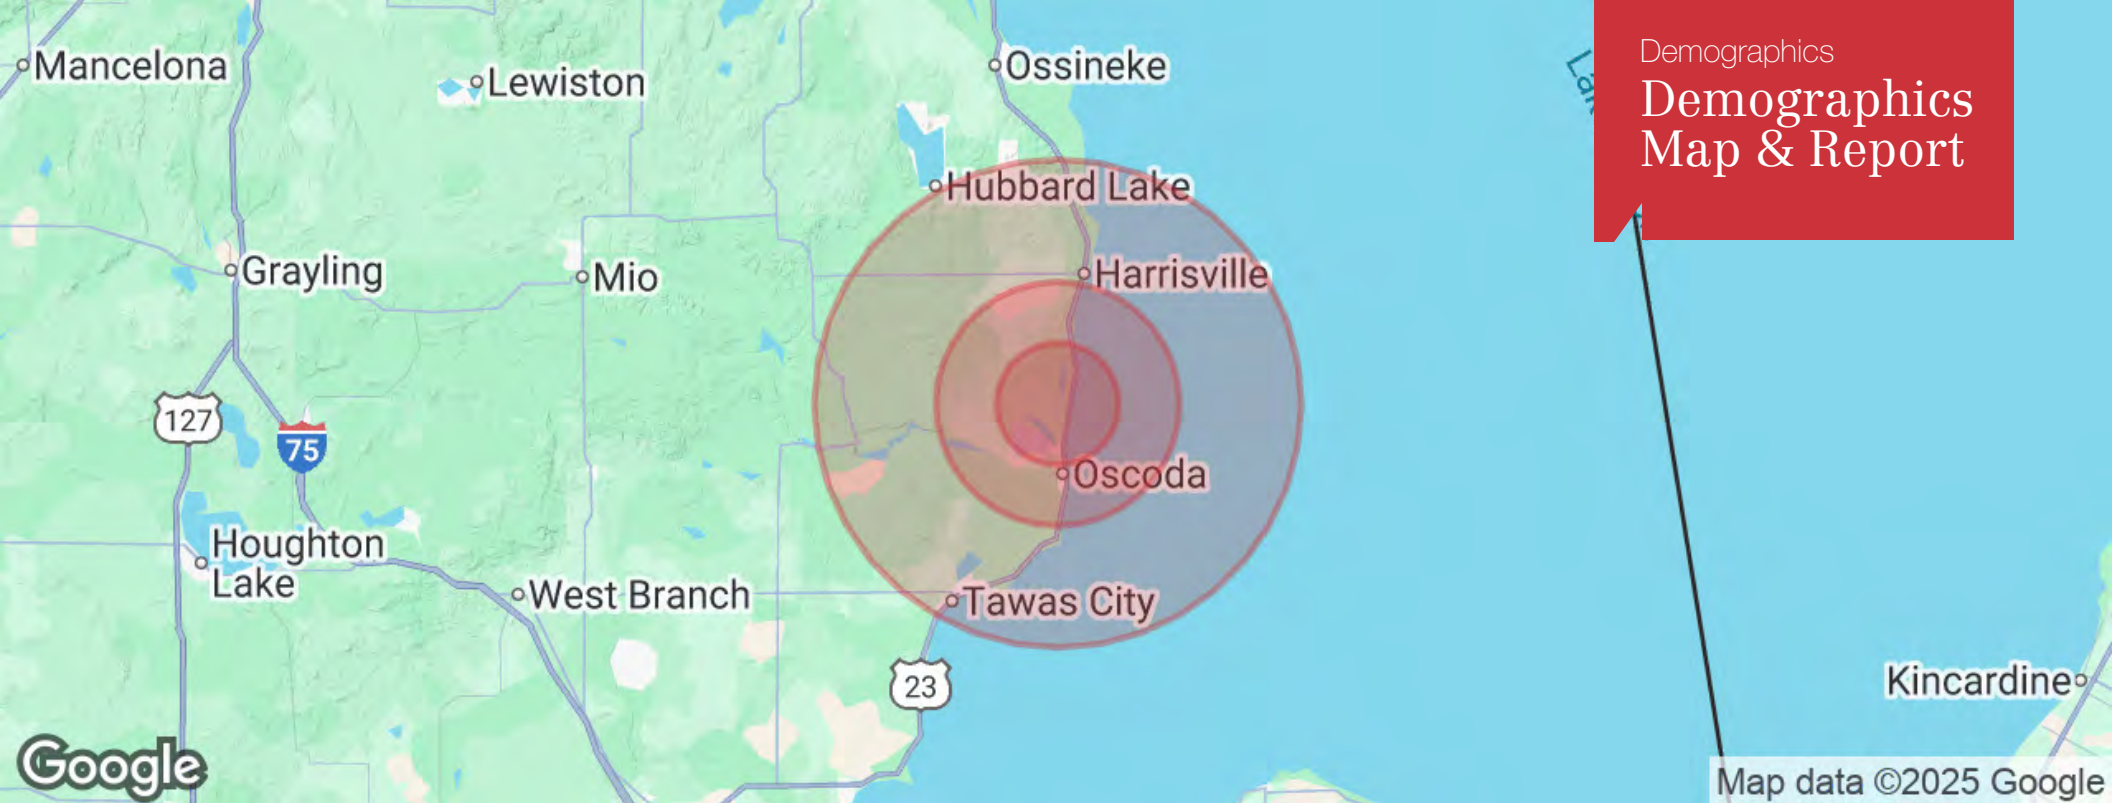 Demographics
Demographics
Map & Report
Mancelona
Lewiston
Ossineke
Hubbard Lake
Grayling
Mio
Harrisville
127
75
Oscoda
Houghton
Lake
West Branch
Tawas City
23
Kincardine
Google
Map data ©2025 Google